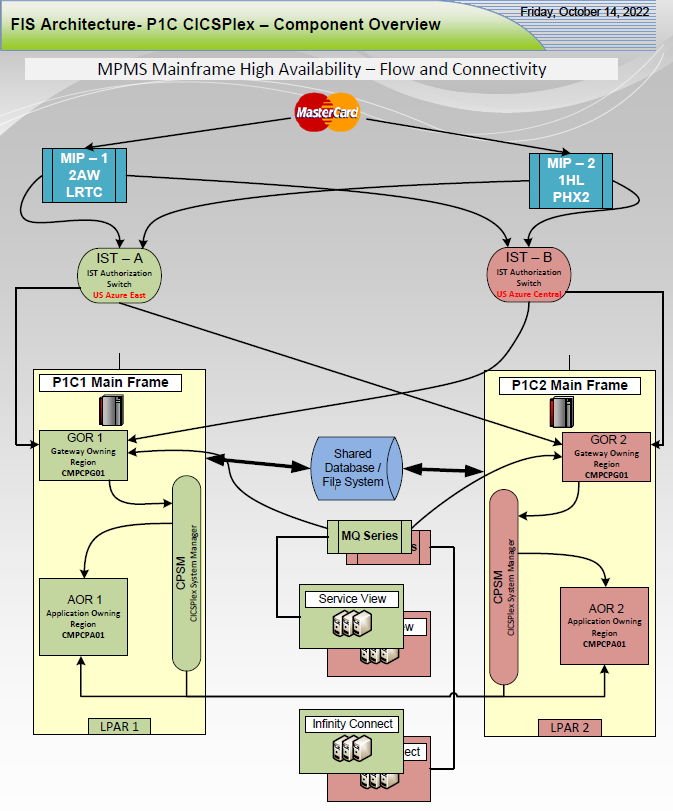 FIS Architecture- P1C CICSPlex – Component Overview
Friday, October 14, 2022
MPMS Mainframe High Availability – Flow and Connectivity
MasterCard
MIP – 1
2AW
LRTC
MIP – 2
1HL
PHX2
IST – A
IST Authorization
Switch
US Azure East
IST – B
IST Authorization
Switch
US Azure Central
P1C1 Main Frame
P1C2 Main Frame
GOR 1
Gateway Owning
Region
CMPCPG01
Shared
Database /
File System
GOR 2
Gateway Owning
Region
CMPCPG01
CPSM
CICSPlex System Manager
MQ Series
s
CPSM
CICSPlex System Manager
AOR 1
Application Owning
Region
CMPCPA01
Service View
ew
AOR 2
Application Owning
Region
CMPCPA01
LPAR 1
Infinity Connect
ect
LPAR 2